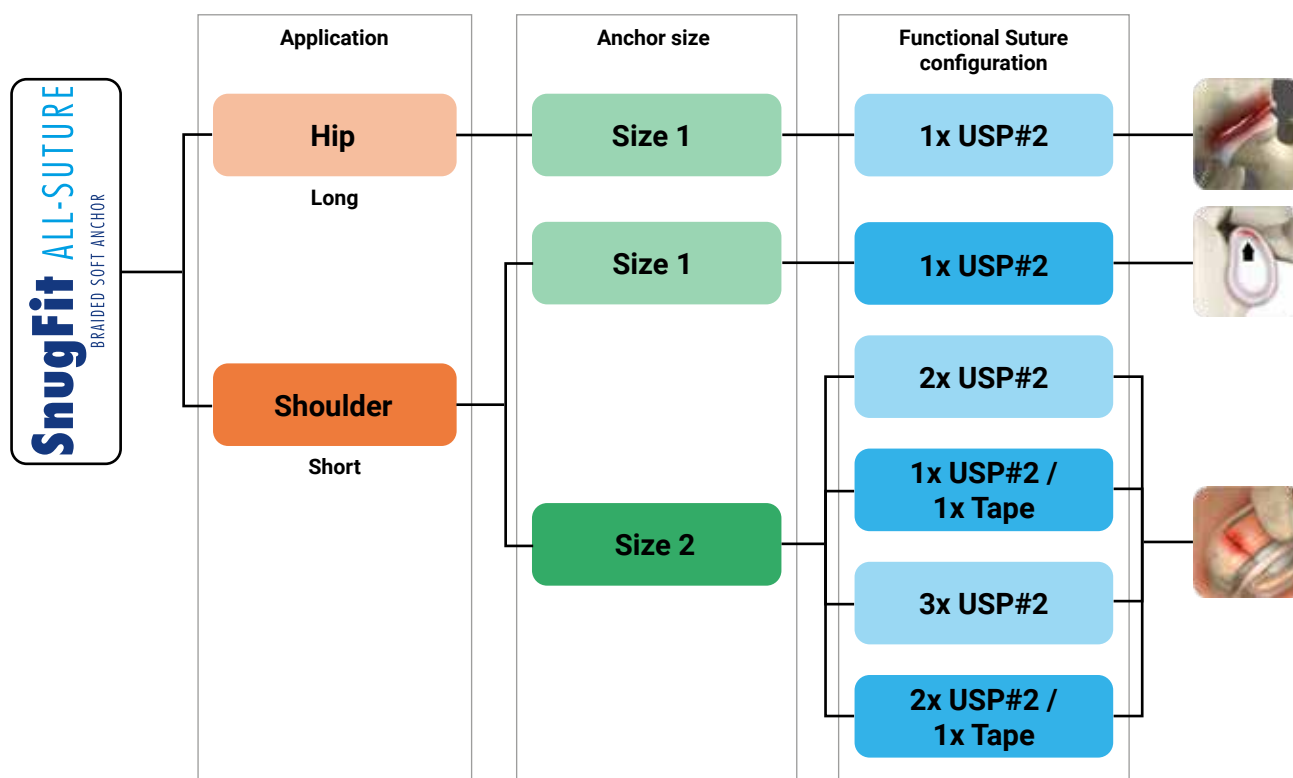 SnugFit ALL-SUTURE
BRAIDED SOFT ANCHOR
Application
Anchor size
Functional Suture
configuration
Hip
Long
Size 1
1x USP#2
Size 1
1x USP#2
Shoulder
Short
Size 2
2x USP#2
1x USP#2 /
1x Tape
3x USP#2
2x USP#2 /
1x Tape